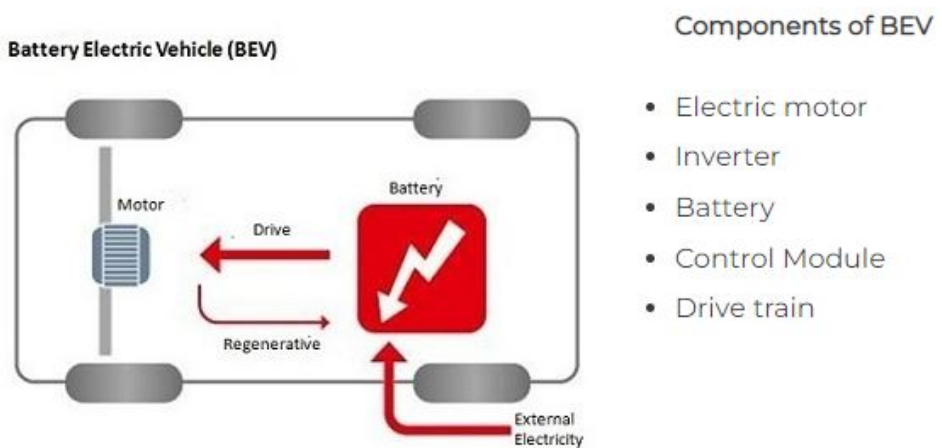 Battery Electric Vehicle (BEV)
Motor
Drive
Battery
Regenerative
External
Electricity
Components of BEV
• Electric motor
• Inverter
• Battery
• Control Module
• Drive train